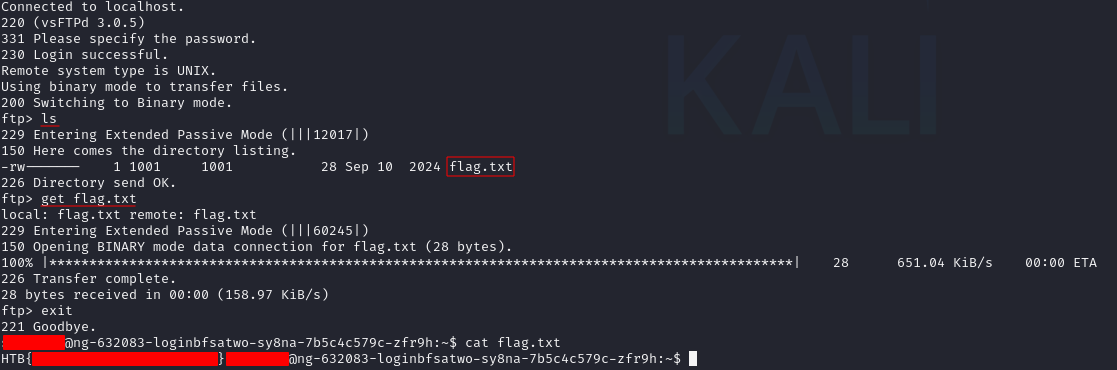 Connected to localhost.
220 (vsFTPd 3.0.5)
331 Please specify the password.
230 Login successful.
Remote system type is UNIX.
Using binary mode to transfer files.
200 Switching to Binary mode.
ftp> ls
229 Entering Extended Passive Mode (|||12017|)
150 Here comes the directory listing.
-rw------- 1 1001 1001 28 Sep 10 2024 flag.txt
226 Directory send OK.
ftp> get flag.txt
local: flag.txt remote: flag.txt
229 Entering Extended Passive Mode (|||60245|)
150 Opening BINARY mode data connection for flag.txt (28 bytes).
100% |*********************************************************************************************| 28 651.04 KiB/s 00:00 ETA
226 Transfer complete.
28 bytes received in 00:00 (158.97 KiB/s)
ftp> exit
221 Goodbye.
@ng-632083-loginbfsatwo-sy8na-7b5c4c579c-zfr9h:~$ cat flag.txt
HTB{ }@ng-632083-loginbfsatwo-sy8na-7b5c4c579c-zfr9h:~$
KALI